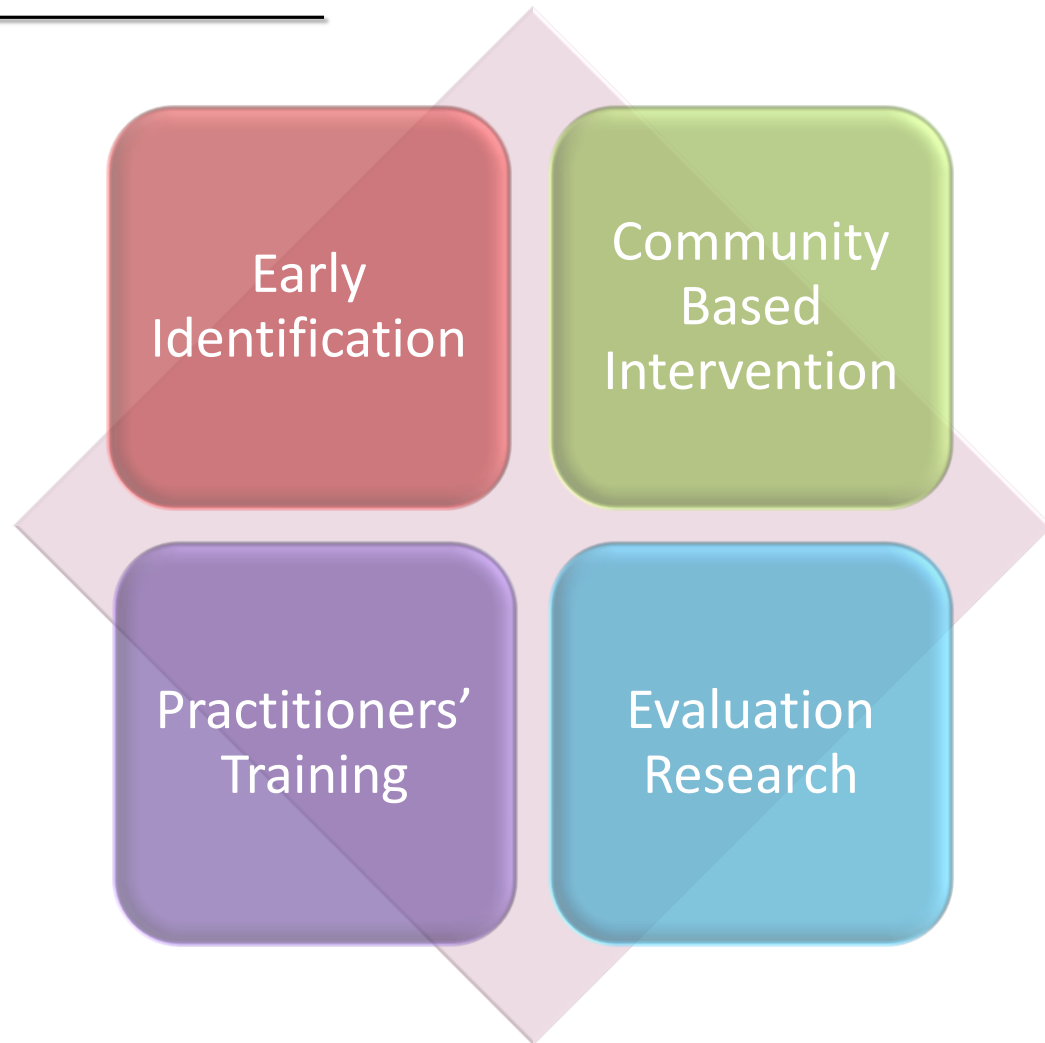 Early
Identification
Community
Based
Intervention
Practitioners’
Training
Evaluation
Research